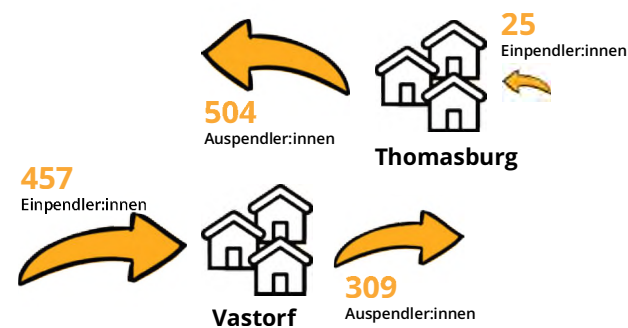 25
Einpendler:innen
504
Auspendler:innen
Thomasburg
457
Einpendler:innen
309
Auspendler:innen
Vastorf